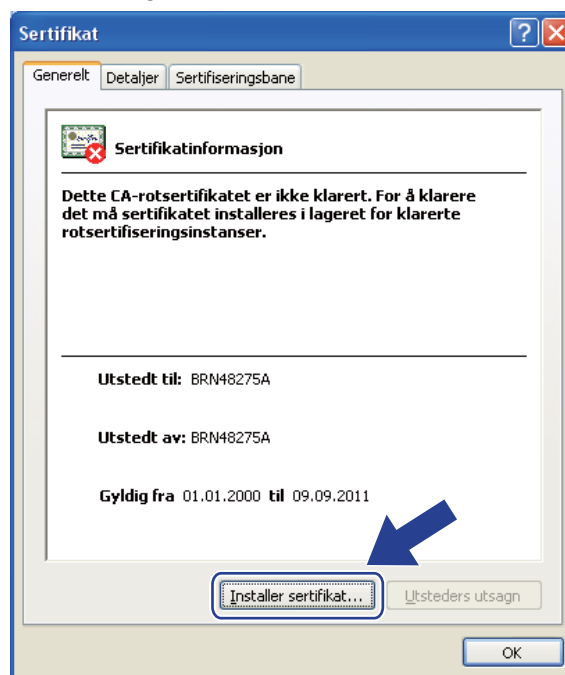 Sertifikat
Generelt Detaljer Sertifiseringsbane
Sertifikatinformasjon
Dette CA-rotsertifikatet er ikke klarert. For å klarere
det må sertifikatet installeres i lageret for klarerte
rotsertifiseringsinstanser.
Utstedt til: BRN48275A
Utstedt av: BRN48275A
Gyldig fra 01.01.2000 til 09.09.2011
Installer sertifikat... Utsteders utsagn
OK